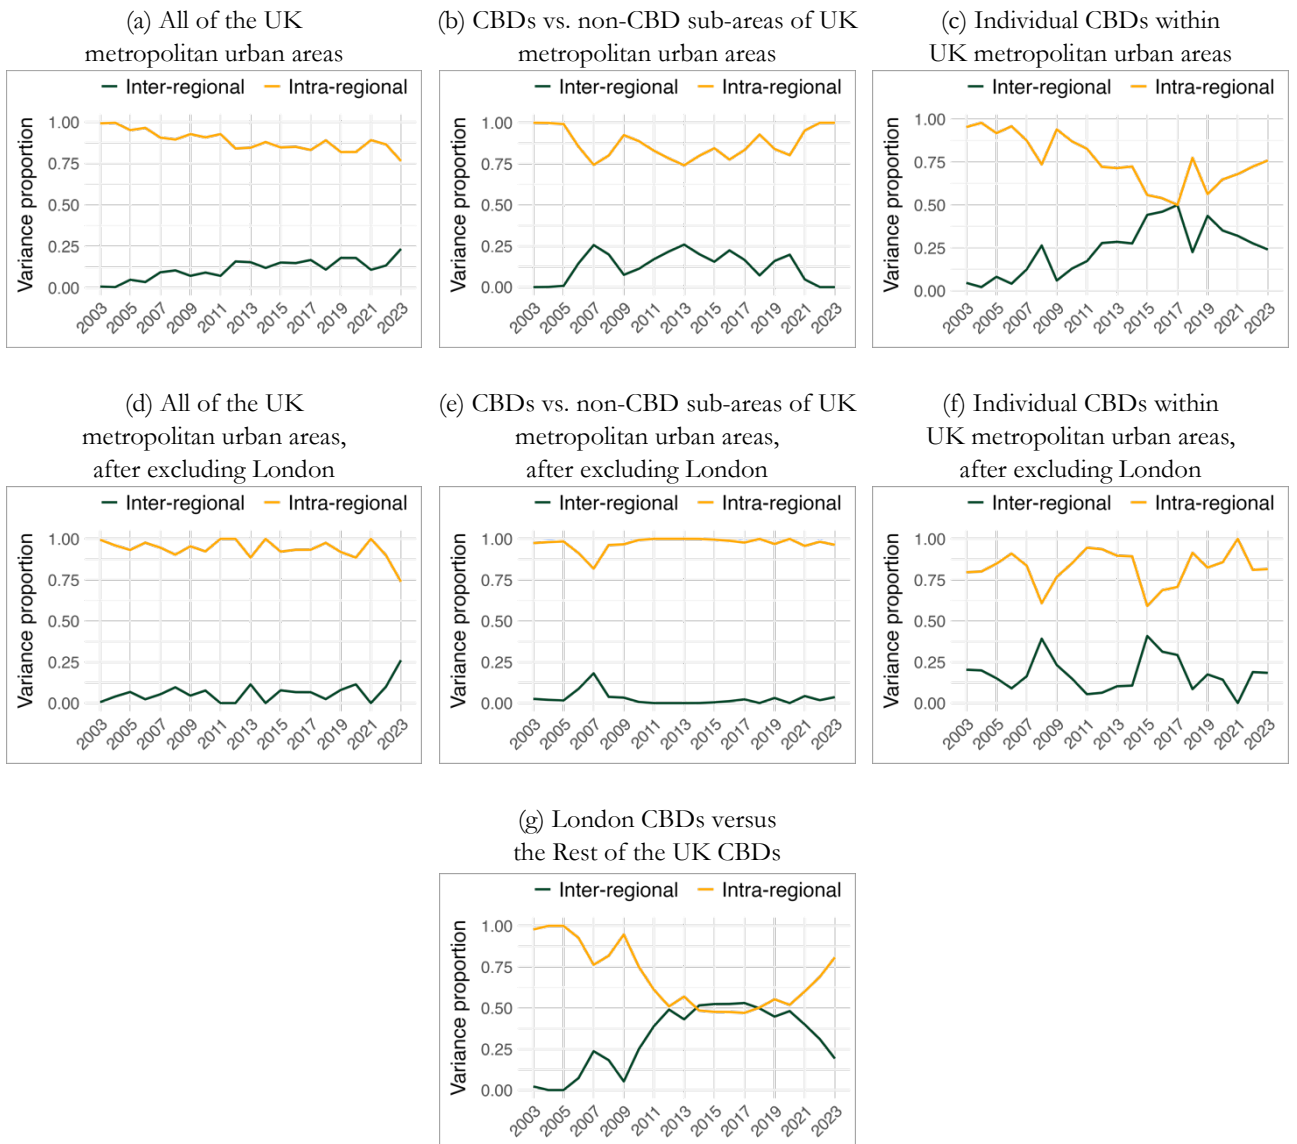 (a) All of the UK
metropolitan urban areas
Inter-regional Intra-regional
Variance proportion
1.00
0.75
0.50
0.25
0.00
2003 2005 2007 2009 2011 2013 2015 2017 2019 2021 2023
(b) CBDs vs. non-CBD sub-areas of UK
metropolitan urban areas
Inter-regional Intra-regional
Variance proportion
1.00
0.75
0.50
0.25
0.00
2003 2005 2007 2009 2011 2013 2015 2017 2019 2021 2023
(c) Individual CBDs within
UK metropolitan urban areas
Inter-regional Intra-regional
Variance proportion
1.00
0.75
0.50
0.25
0.00
2003 2005 2007 2009 2011 2013 2015 2017 2019 2021 2023
(d) All of the UK
metropolitan urban areas,
after excluding London
Inter-regional Intra-regional
Variance proportion
1.00
0.75
0.50
0.25
0.00
2003 2005 2007 2009 2011 2013 2015 2017 2019 2021 2023
(e) CBDs vs. non-CBD sub-areas of UK
metropolitan urban areas,
after excluding London
Inter-regional Intra-regional
Variance proportion
1.00
0.75
0.50
0.25
0.00
2003 2005 2007 2009 2011 2013 2015 2017 2019 2021 2023
(f) Individual CBDs within
UK metropolitan urban areas,
after excluding London
Inter-regional Intra-regional
Variance proportion
1.00
0.75
0.50
0.25
0.00
2003 2005 2007 2009 2011 2013 2015 2017 2019 2021 2023
(g) London CBDs versus
the Rest of the UK CBDs
Inter-regional Intra-regional
Variance proportion
1.00
0.75
0.50
0.25
0.00
2003 2005 2007 2009 2011 2013 2015 2017 2019 2021 2023